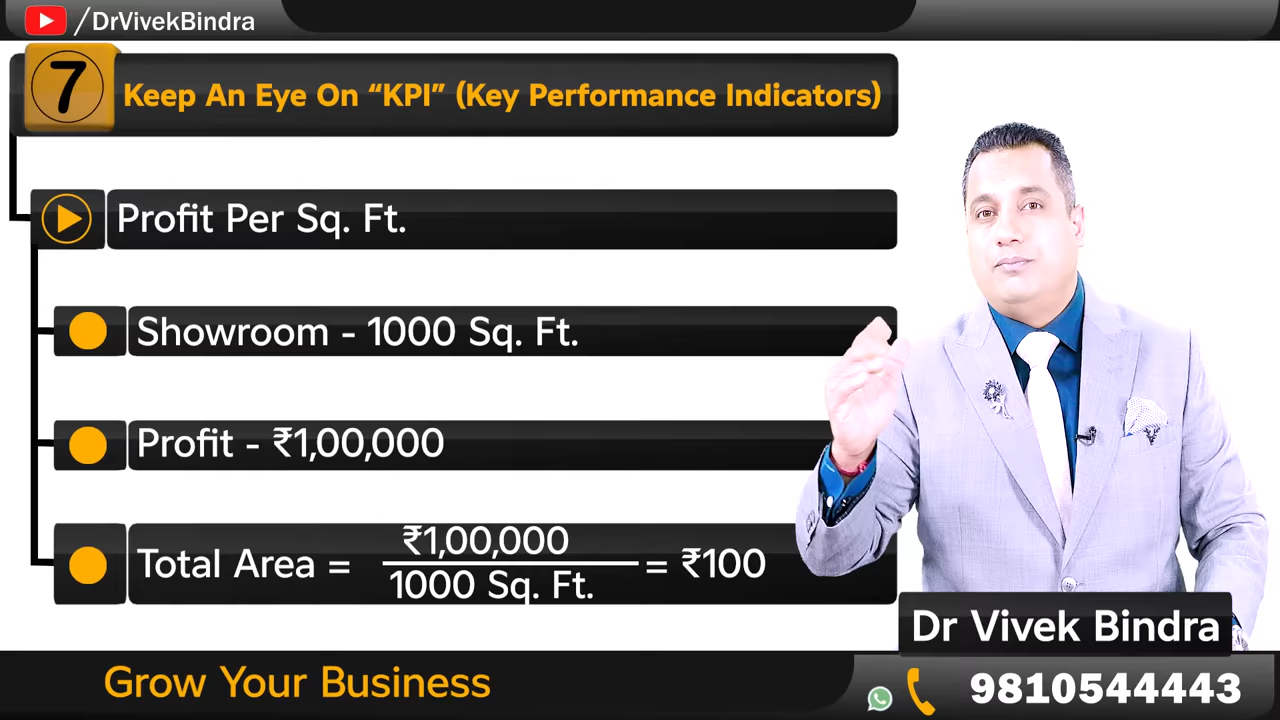 /DrVivekBindra
7 Keep An Eye On “KPI” (Key Performance Indicators)
Profit Per Sq. Ft.
Showroom - 1000 Sq. Ft.
Profit - ₹1,00,000
₹1,00,000
Total Area = = ₹100
1000 Sq. Ft.
Dr Vivek Bindra
Grow Your Business
9810544443